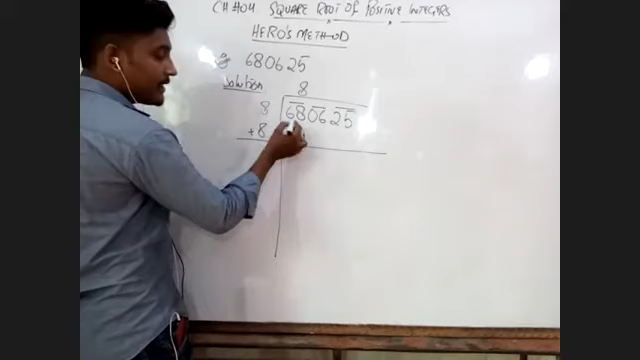 CH#04 SQUARE ROOT OF POSITIVE INTEGERS
HERO'S METHOD
680625
Solution
8
8 680625
+8